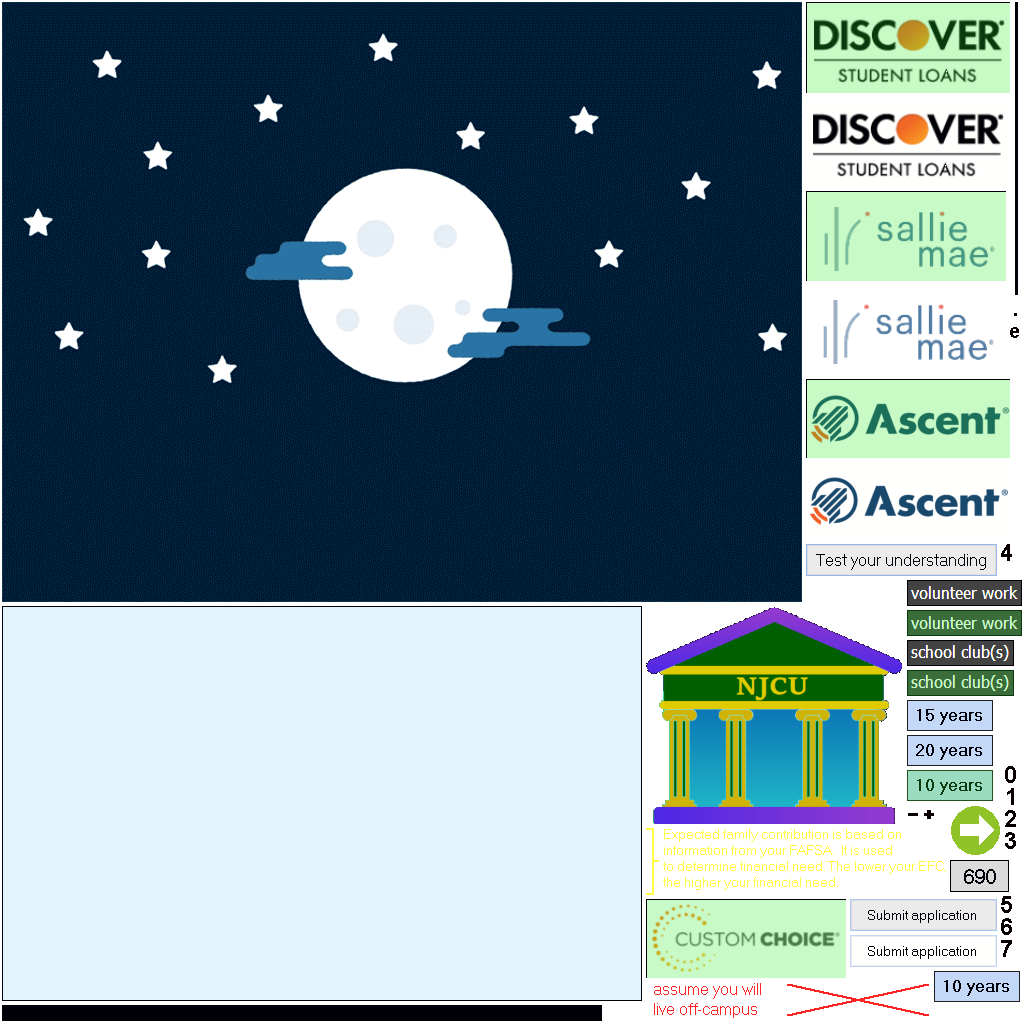 DISCOVER
STUDENT LOANS
DISCOVER
STUDENT LOANS
sallie
mae
sallie
mae
.
e
Ascent
Ascent
Test your understanding
4
volunteer work
volunteer work
school club(s)
school club(s)
NJCU
15 years
20 years
10 years
0
1
2
3
- +
Expected family contribution is based on
information from your FAFSA. It is used
to determine financial need. The lower your EFC
the higher your financial need
690
CUSTOM CHOICE
Submit application
5
6
7
Submit application
assume you will
live off-campus
10 years